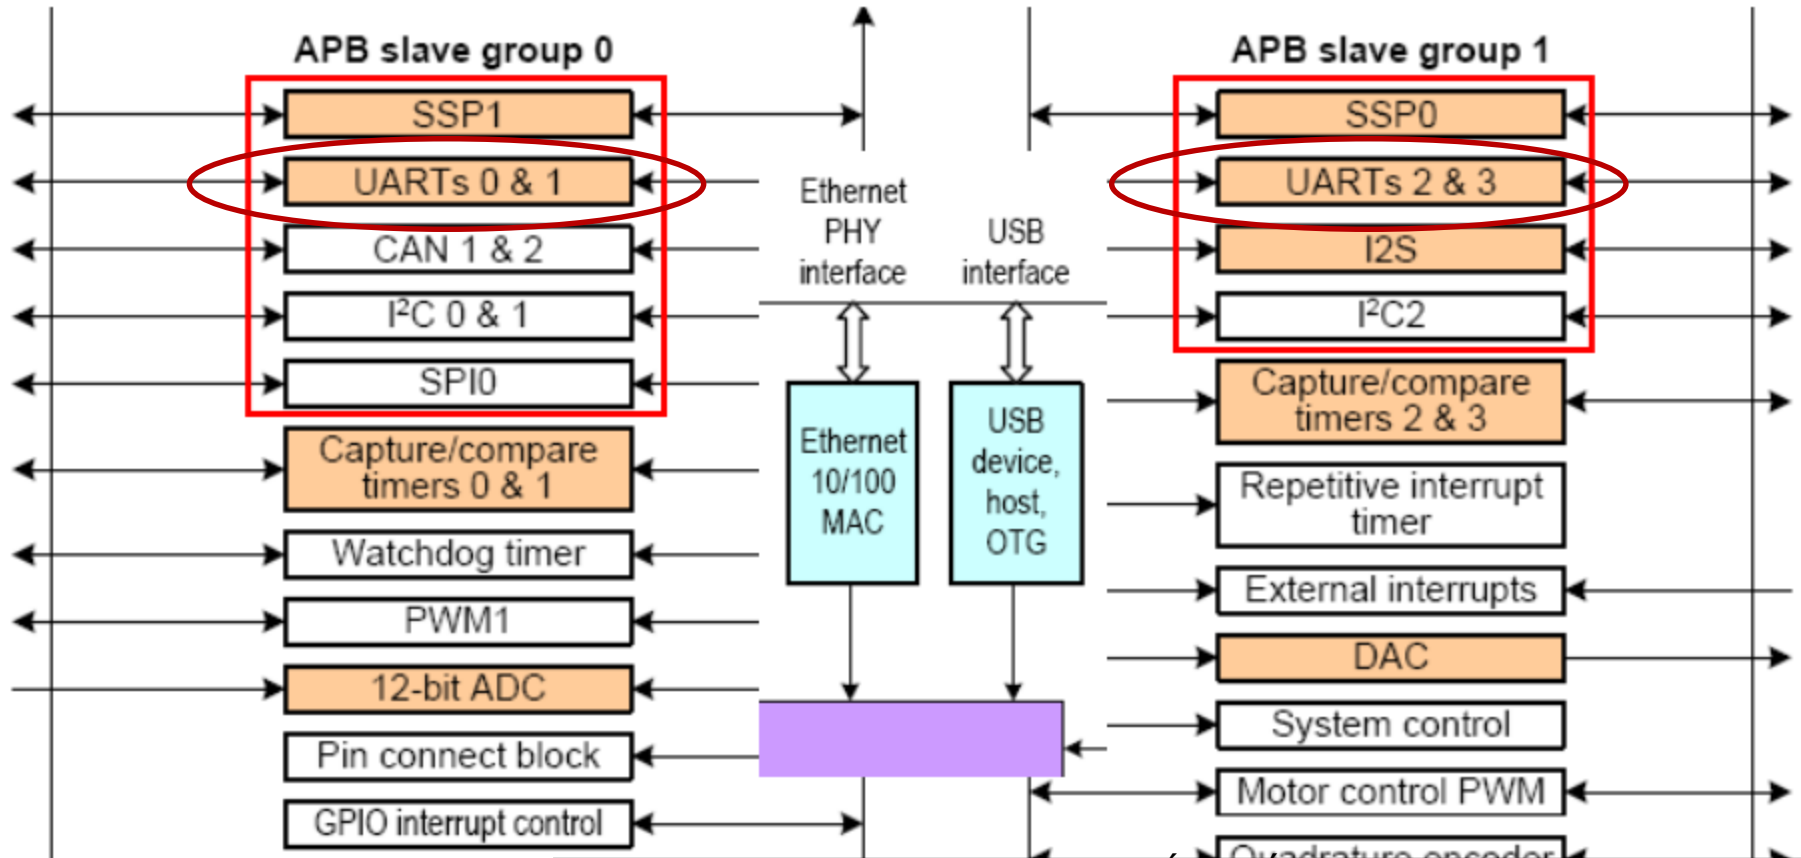 APB slave group 0
SSP1
UARTs 0 & 1
CAN 1 & 2
I²C 0 & 1
SPI0
Capture/compare
timers 0 & 1
Watchdog timer
PWM1
12-bit ADC
Pin connect block
GPIO interrupt control
Ethernet
PHY
interface
USB
interface
Ethernet
10/100
MAC
USB
device,
host,
OTG
APB slave group 1
SSP0
UARTs 2 & 3
I2S
I²C2
Capture/compare
timers 2 & 3
Repetitive interrupt
timer
External interrupts
DAC
System control
Motor control PWM
Quadrature encoder